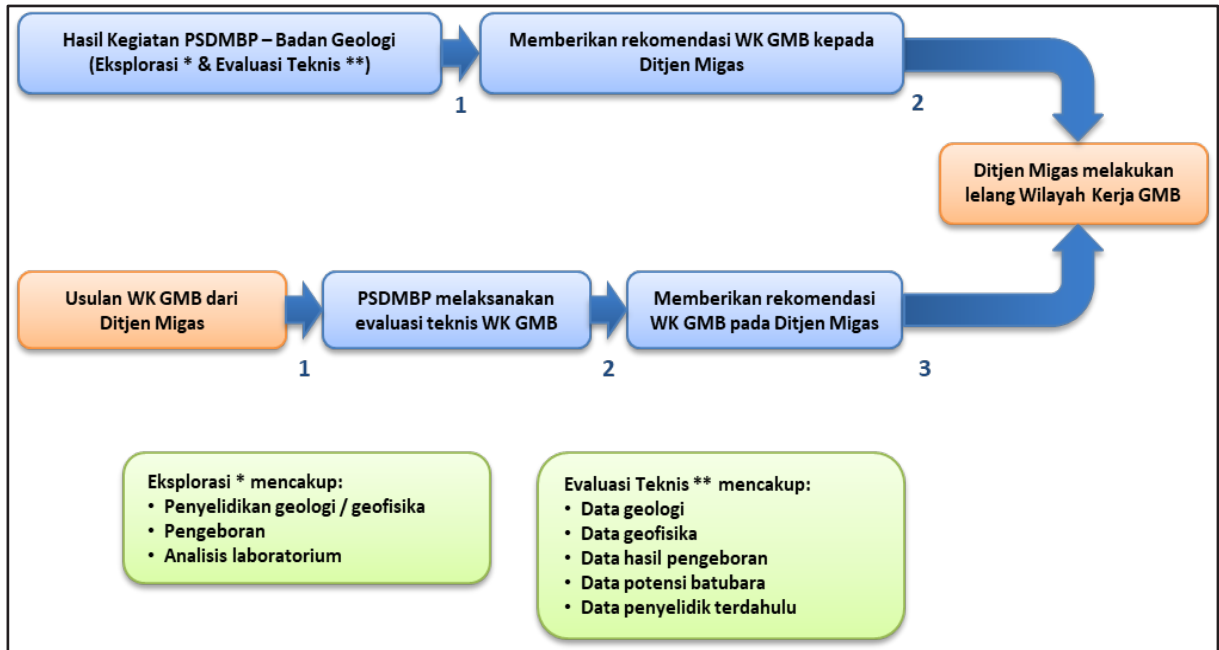 Hasil Kegiatan PSDMBP – Badan Geologi
(Eksplorasi * & Evaluasi Teknis **)
1
Memberikan rekomendasi WK GMB kepada
Ditjen Migas
2
Ditjen Migas melakukan
lelang Wilayah Kerja GMB
Usulan WK GMB dari
Ditjen Migas
1
PSDMBP melaksanakan
evaluasi teknis WK GMB
2
Memberikan rekomendasi
WK GMB pada Ditjen Migas
3
Eksplorasi * mencakup:
• Penyelidikan geologi / geofisika
• Pengeboran
• Analisis laboratorium
Evaluasi Teknis ** mencakup:
• Data geologi
• Data geofisika
• Data hasil pengeboran
• Data potensi batubara
• Data penyelidik terdahulu